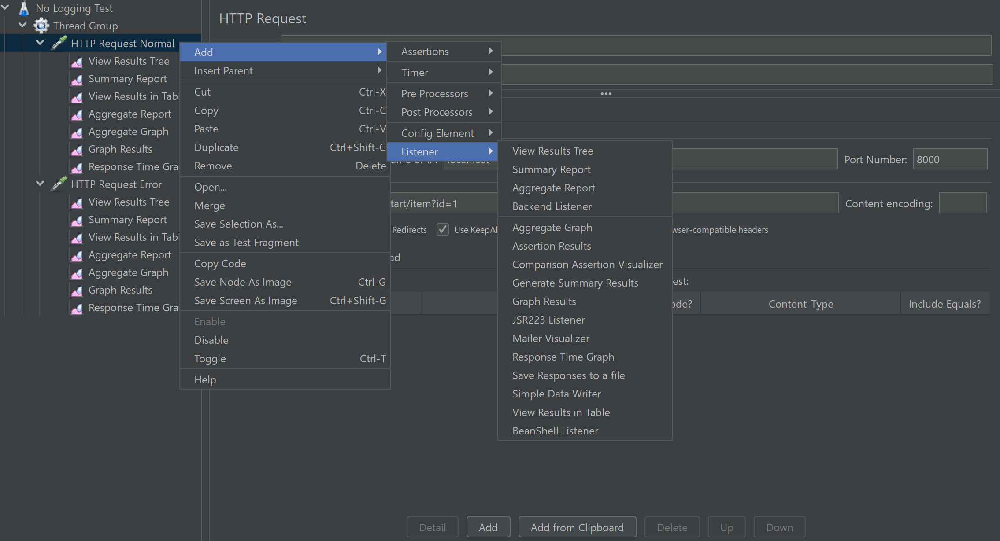 No Logging Test
Thread Group
HTTP Request Normal
View Results Tree
Summary Report
View Results in Tabl
Aggregate Report
Aggregate Graph
Graph Results
Response Time Gra
HTTP Request Error
View Results Tree
Summary Report
View Results in Tabl
Aggregate Report
Aggregate Graph
Graph Results
Response Time Gra
Add
Insert Parent
Cut Ctrl-X
Copy Ctrl-C
Paste Ctrl-V
Duplicate Ctrl+Shift-C
Remove Delete
Open...
Merge
Save Selection As...
Save as Test Fragment
Copy Code
Save Node As Image Ctrl-G
Save Screen As Image Ctrl+Shift-G
Enable
Disable
Toggle Ctrl-T
Help
Assertions
Timer
Pre Processors
Post Processors
Config Element
Listener
View Results Tree
Summary Report
Aggregate Report
Backend Listener
Aggregate Graph
Assertion Results
Comparison Assertion Visualizer
Generate Summary Results
Graph Results
JSR223 Listener
Mailer Visualizer
Response Time Graph
Save Responses to a file
Simple Data Writer
View Results in Table
BeanShell Listener
HTTP Request
localhost Port Number: 8000
tart/item?id=1 Content encoding:
Redirects Use KeepAl wser-compatible headers
ad
est:
ode? Content-Type Include Equals?
Detail Add Add from Clipboard Delete Up Down